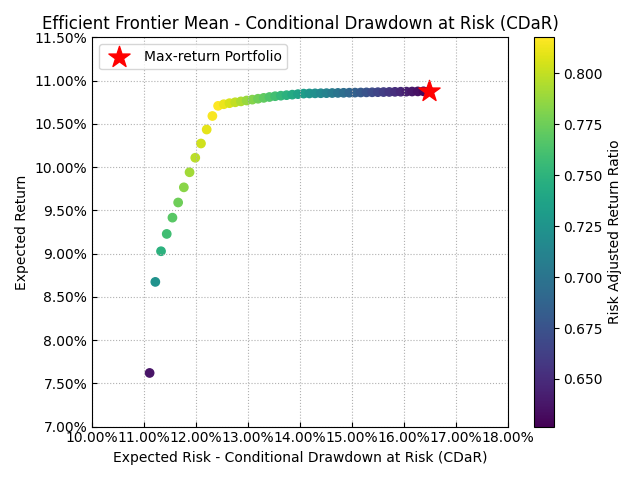 Efficient Frontier Mean - Conditional Drawdown at Risk (CDaR)
Max-return Portfolio
11.50%
11.00%
10.50%
10.00%
9.50%
9.00%
8.50%
8.00%
7.50%
7.00%
Expected Return
10.00% 11.00% 12.00% 13.00% 14.00% 15.00% 16.00% 17.00% 18.00%
Expected Risk - Conditional Drawdown at Risk (CDaR)
0.800
0.775
0.750
0.725
0.700
0.675
0.650
Risk Adjusted Return Ratio